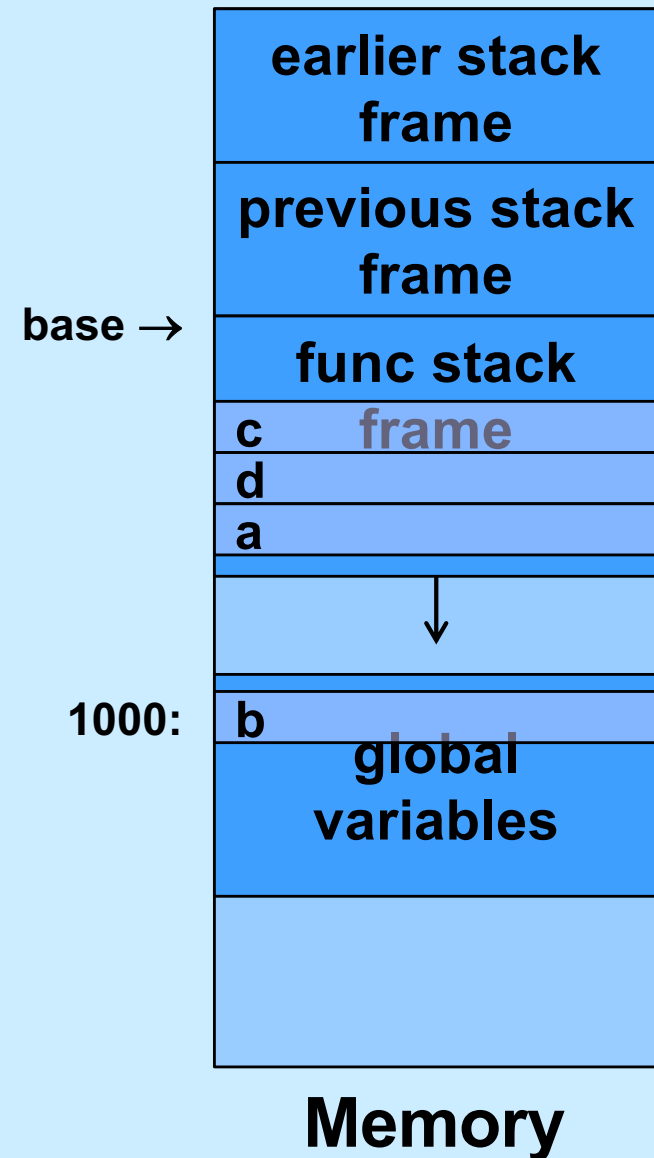 earlier stack
frame
previous stack
frame
base →
func stack
frame
c
d
a
1000:
b
global
variables
Memory